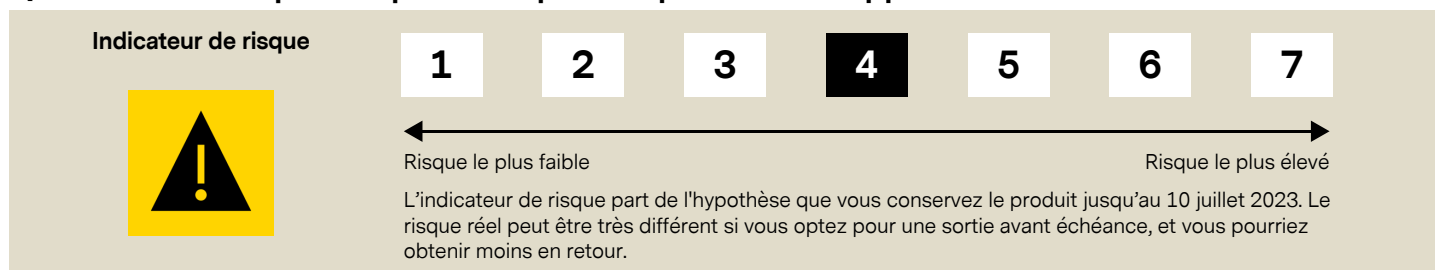 Indicateur de risque
1 2 3 4 5 6 7
Risque le plus faible Risque le plus élevé
L’indicateur de risque part de l'hypothèse que vous conservez le produit jusqu’au 10 juillet 2023. Le
risque réel peut être très différent si vous optez pour une sortie avant échéance, et vous pourriez
obtenir moins en retour.